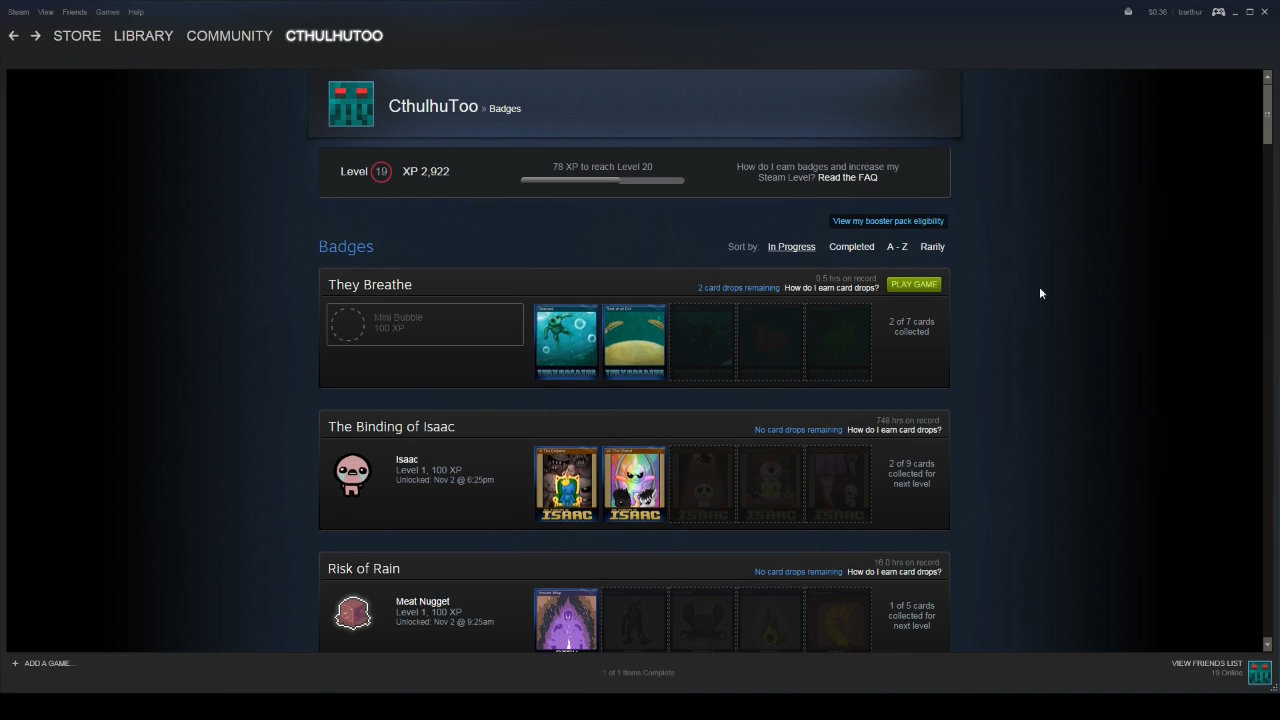 Steam View Friends Games Help
$0.36 | trarthur
STORE LIBRARY COMMUNITY CTHULHUTOO
CthulhuToo » Badges
Level 19 XP 2,922
78 XP to reach Level 20
How do I earn badges and increase my
Steam Level? Read the FAQ
View my booster pack eligibility
Badges
Sort by: In Progress Completed A - Z Rarity
They Breathe
0.5 hrs on record
2 card drops remaining How do I earn card drops?
PLAY GAME
Mini Bubble
100 XP
Descent
2 of 7 cards
collected
The Binding of Isaac
748 hrs on record
No card drops remaining How do I earn card drops?
Isaac
Level 1, 100 XP
Unlocked: Nov 2 @ 6:25pm
ISAAC
ISAAC
2 of 9 cards
collected for
next level
Risk of Rain
16.0 hrs on record
No card drops remaining How do I earn card drops?
Meat Nugget
Level 1, 100 XP
Unlocked: Nov 2 @ 9:25am
1 of 5 cards
collected for
next level
+ ADD A GAME...
1 of 1 Items Complete
VIEW FRIENDS LIST
19 Online